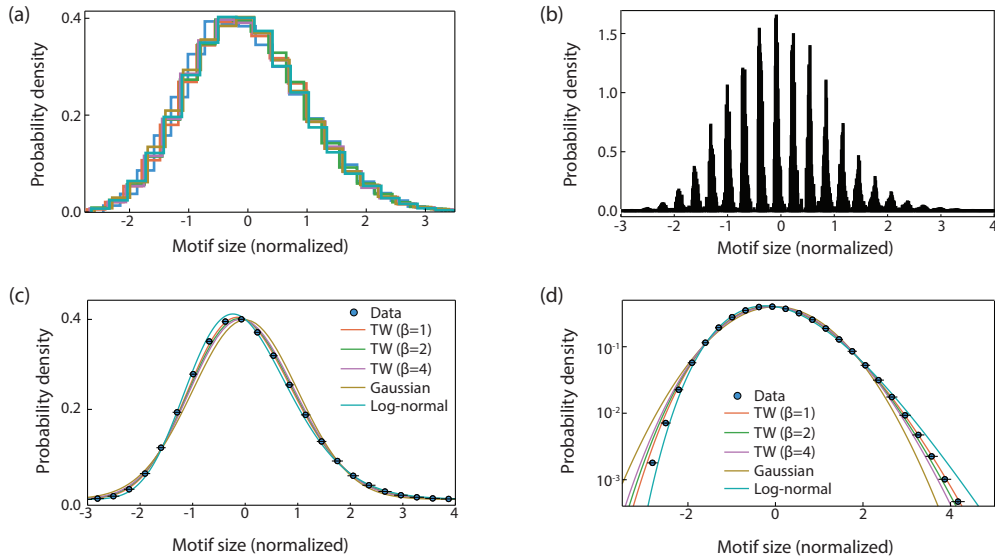 (a)
Probability density
0.4
0.2
0.0
-2 -1 0 1 2 3
Motif size (normalized)
(b)
Probability density
1.5
1.0
0.5
0.0
-3 -2 -1 0 1 2 3 4
Motif size (normalized)
(c)
Probability density
0.4
0.2
0.0
-3 -2 -1 0 1 2 3 4
Motif size (normalized)
Data
TW (β=1)
TW (β=2)
TW (β=4)
Gaussian
Log-normal
(d)
Probability density
10-1
10-2
10-3
-2 0 2 4
Motif size (normalized)
Data
TW (β=1)
TW (β=2)
TW (β=4)
Gaussian
Log-normal